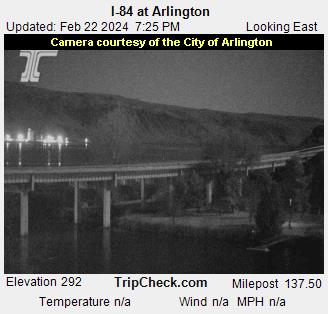 I-84 at Arlington
Updated: Feb 22 2024 7:25 PM Looking East
Camera courtesy of the City of Arlington
Elevation 292 TripCheck.com Milepost 137.50
Temperature n/a Wind n/a MPH n/a